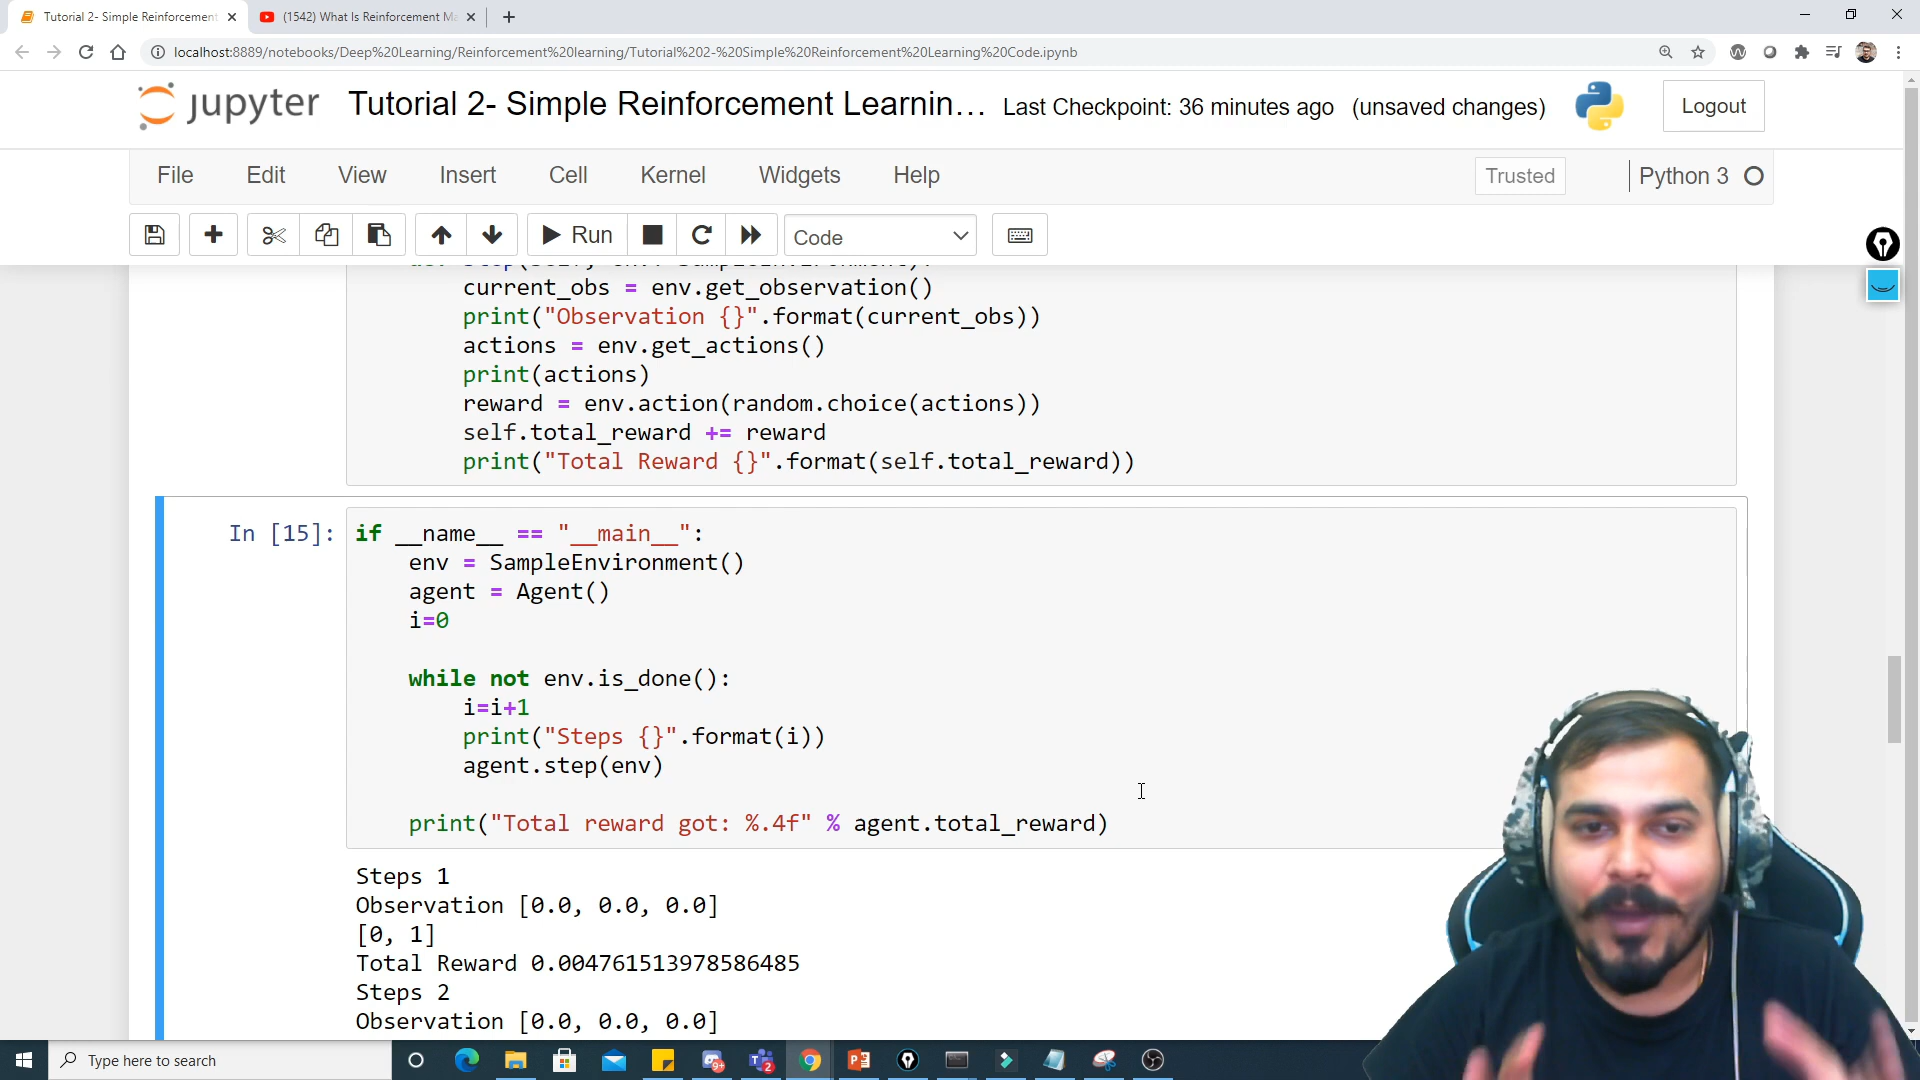 Tutorial 2- Simple Reinforcement
(1542) What Is Reinforcement Ma
localhost:8889/notebooks/Deep%20Learning/Reinforcement%20learning/Tutorial%202-%20Simple%20Reinforcement%20Learning%20Code.ipynb
jupyter Tutorial 2- Simple Reinforcement Learnin... Last Checkpoint: 36 minutes ago (unsaved changes)
Logout
File Edit View Insert Cell Kernel Widgets Help Trusted Python 3
Run Code
current_obs = env.get_observation()
print("Observation {}".format(current_obs))
actions = env.get_actions()
print(actions)
reward = env.action(random.choice(actions))
self.total_reward += reward
print("Total Reward {}".format(self.total_reward))
In [15]: if __name__ == "__main__":
env = SampleEnvironment()
agent = Agent()
i=0
while not env.is_done():
i=i+1
print("Steps {}".format(i))
agent.step(env)
print("Total reward got: %.4f" % agent.total_reward)
Steps 1
Observation [0.0, 0.0, 0.0]
[0, 1]
Total Reward 0.004761513978586485
Steps 2
Observation [0.0, 0.0, 0.0]
Type here to search